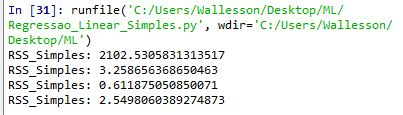 In [31]: runfile('C:/Users/Wallesson/Desktop/ML/
Regressao_Linear_Simples.py', wdir='C:/Users/Wallesson/
Desktop/ML')
RSS_Simples: 2102.5305831313517
RSS_Simples: 3.258656368650463
RSS_Simples: 0.611875050850071
RSS_Simples: 2.5498060389274873